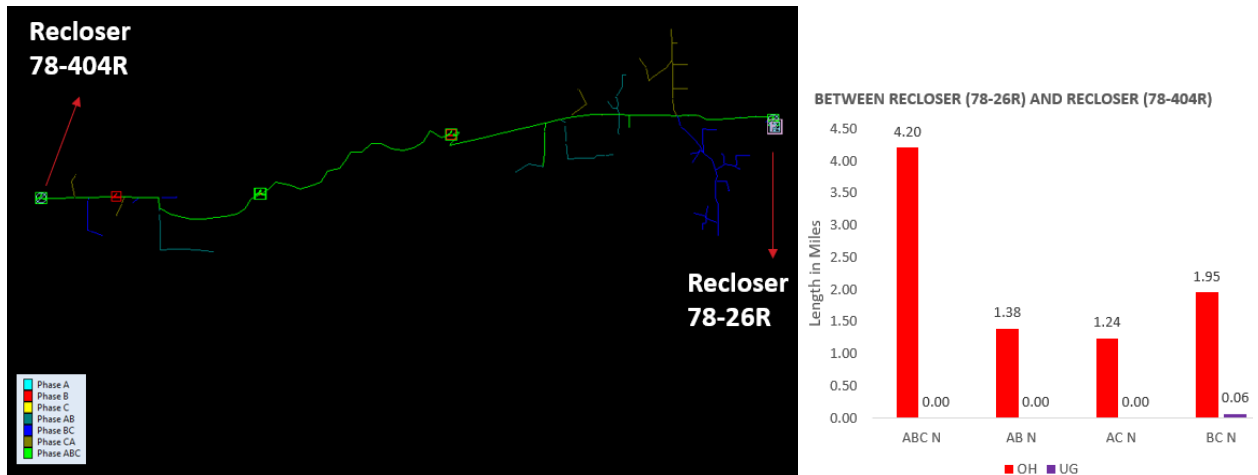 Recloser
78-404R
Recloser
78-26R
Phase A
Phase B
Phase C
Phase AB
Phase BC
Phase CA
Phase ABC
BETWEEN RECLOSER (78-26R) AND RECLOSER (78-404R)
Length in Miles
4.50
4.00
3.50
3.00
2.50
2.00
1.50
1.00
0.50
0.00
4.20
0.00
1.38
0.00
1.24
0.00
1.95
0.06
ABC N
AB N
AC N
BC N
OH UG